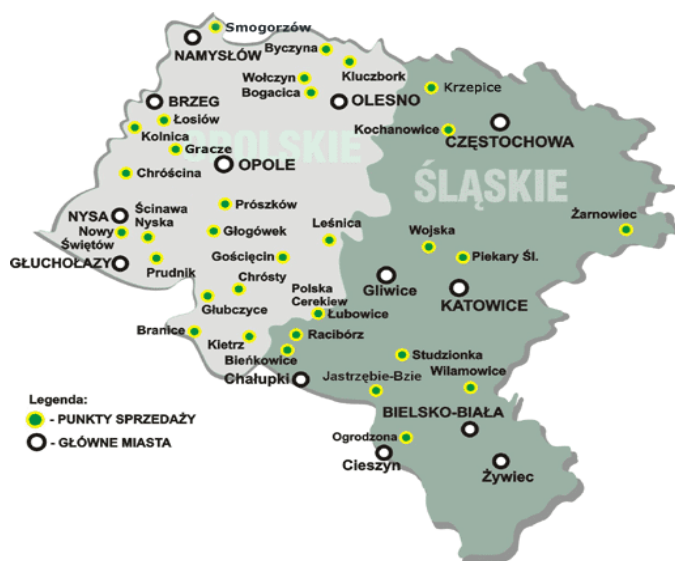 Smogorzów
NAMYSŁÓW
Byczyna
Kluczbork
Wołczyn
Bogacica
Krzepice
BRZEG
OLESNO
Łosiów
Kolnica
Kochanowice
CZĘSTOCHOWA
OPOLSKIE
Gracze
OPOLE
Chróścina
ŚLĄSKIE
Prószków
NYSA
Ścinawa
Nyska
Nowy
Świętów
Głogówek
Leśnica
Wojska
Żarnowiec
GŁUCHOŁAZY
Prudnik
Gościęcin
Piekary Śl.
Chrósty
Polska
Cerekiew
Gliwice
KATOWICE
Głubczyce
Łubowice
Branice
Kietrz
Racibórz
Bieńkowice
Studzionka
Chałupki
Jastrzębie-Bzie
Wilamowice
Legenda:
- PUNKTY SPRZEDAŻY
- GŁÓWNE MIASTA
BIELSKO-BIAŁA
Ogrodzona
Cieszyn
Żywiec